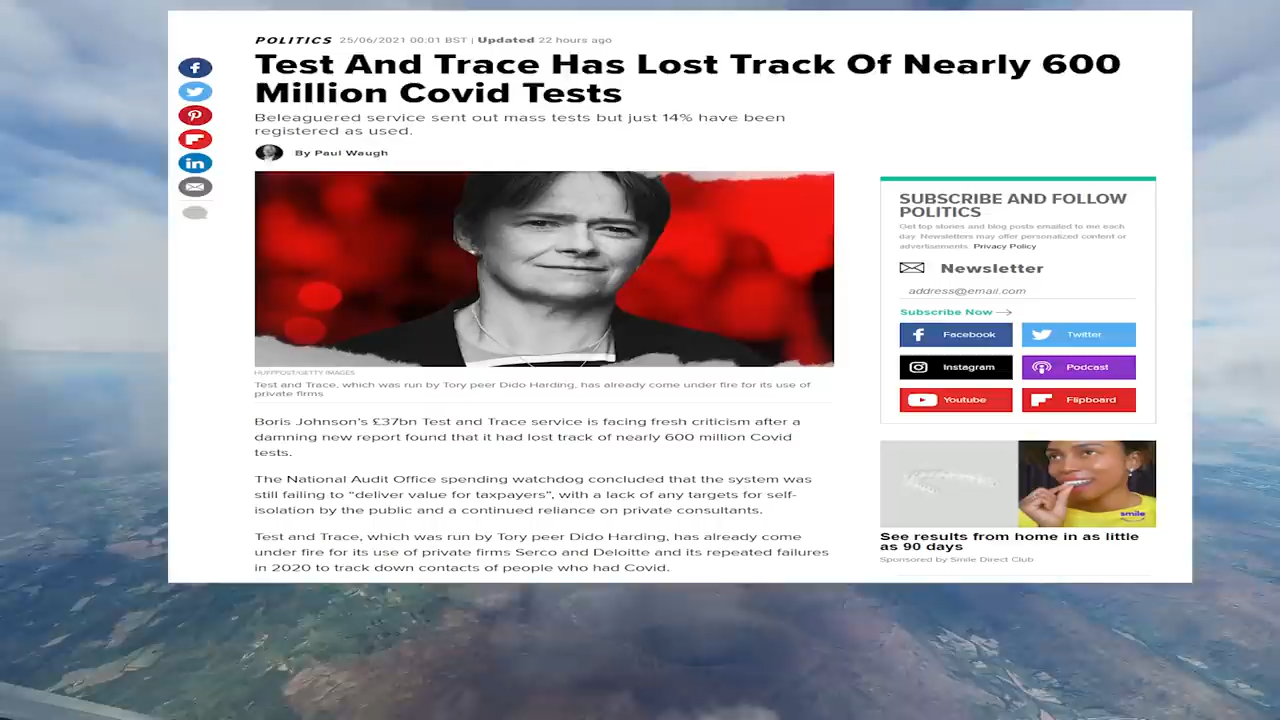 POLITICS 25/06/2021 00:01 BST | Updated 22 hours ago
Test And Trace Has Lost Track Of Nearly 600
Million Covid Tests
Beleaguered service sent out mass tests but just 14% have been
registered as used.
By Paul Waugh
HUFFPOST/GETTY IMAGES
Test and Trace, which was run by Tory peer Dido Harding, has already come under fire for its use of
private firms
Boris Johnson's £37bn Test and Trace service is facing fresh criticism after a
damning new report found that it had lost track of nearly 600 million Covid
tests.
The National Audit Office spending watchdog concluded that the system was
still failing to "deliver value for taxpayers", with a lack of any targets for self-
isolation by the public and a continued reliance on private consultants.
Test and Trace, which was run by Tory peer Dido Harding, has already come
under fire for its use of private firms Serco and Deloitte and its repeated failures
in 2020 to track down contacts of people who had Covid.
SUBSCRIBE AND FOLLOW
POLITICS
Get top stories and blog posts emailed to me each
day. Newsletters may offer personalized content or
advertisements. Privacy Policy
Newsletter
address@email.com
Subscribe Now
Facebook
Twitter
Instagram
Podcast
Youtube
Flipboard
smile
See results from home in as little
as 90 days
Sponsored by Smile Direct Club